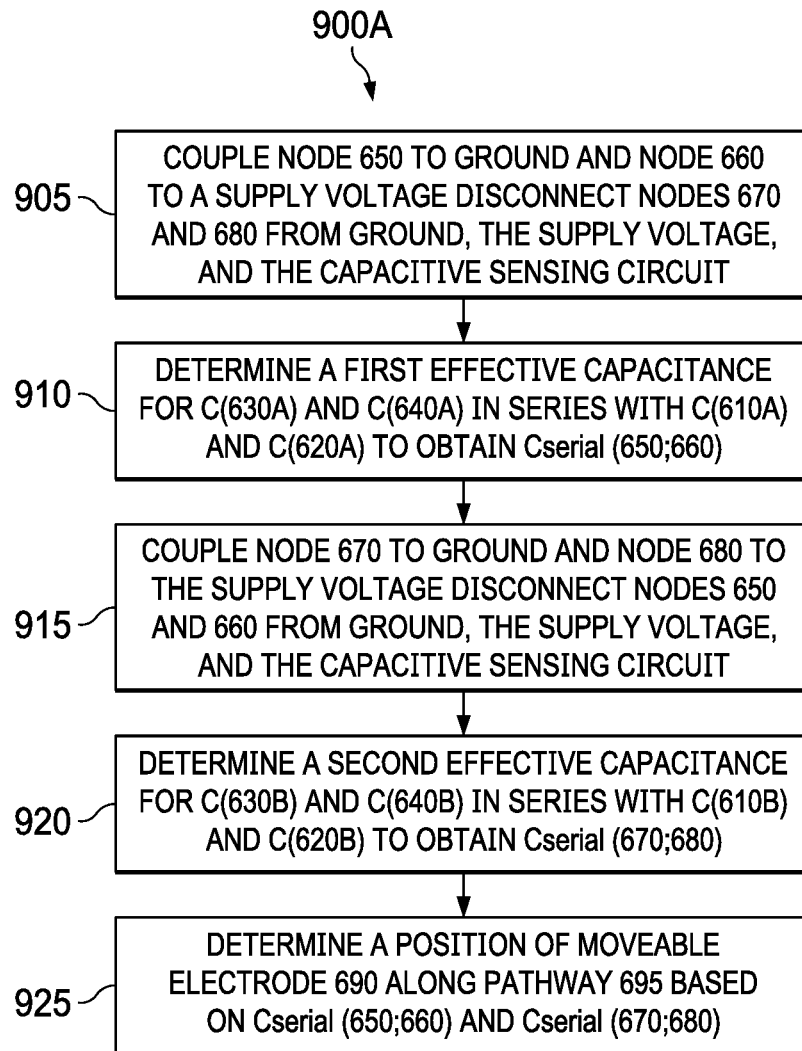 900A
905
COUPLE NODE 650 TO GROUND AND NODE 660
TO A SUPPLY VOLTAGE DISCONNECT NODES 670
AND 680 FROM GROUND, THE SUPPLY VOLTAGE,
AND THE CAPACITIVE SENSING CIRCUIT
910
DETERMINE A FIRST EFFECTIVE CAPACITANCE
FOR C(630A) AND C(640A) IN SERIES WITH C(610A)
AND C(620A) TO OBTAIN Cserial (650;660)
915
COUPLE NODE 670 TO GROUND AND NODE 680 TO
THE SUPPLY VOLTAGE DISCONNECT NODES 650
AND 660 FROM GROUND, THE SUPPLY VOLTAGE,
AND THE CAPACITIVE SENSING CIRCUIT
920
DETERMINE A SECOND EFFECTIVE CAPACITANCE
FOR C(630B) AND C(640B) IN SERIES WITH C(610B)
AND C(620B) TO OBTAIN Cserial (670;680)
925
DETERMINE A POSITION OF MOVEABLE
ELECTRODE 690 ALONG PATHWAY 695 BASED
ON Cserial (650;660) AND Cserial (670;680)